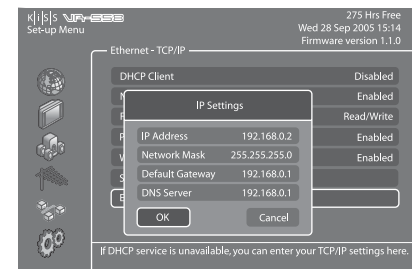 KiSS VR-558
275 Hrs Free
Set-up Menu
Wed 28 Sep 2005 15:14
Firmware version 1.1.0
Ethernet - TCP/IP
DHCP Client Disabled
N Enabled
IP Settings
F Read/Write
IP Address 192.168.0.2
P Enabled
Network Mask 255.255.255.0
V Enabled
Default Gateway 192.168.0.1
S
DNS Server 192.168.0.1
E
OK Cancel
If DHCP service is unavailable, you can enter your TCP/IP settings here.